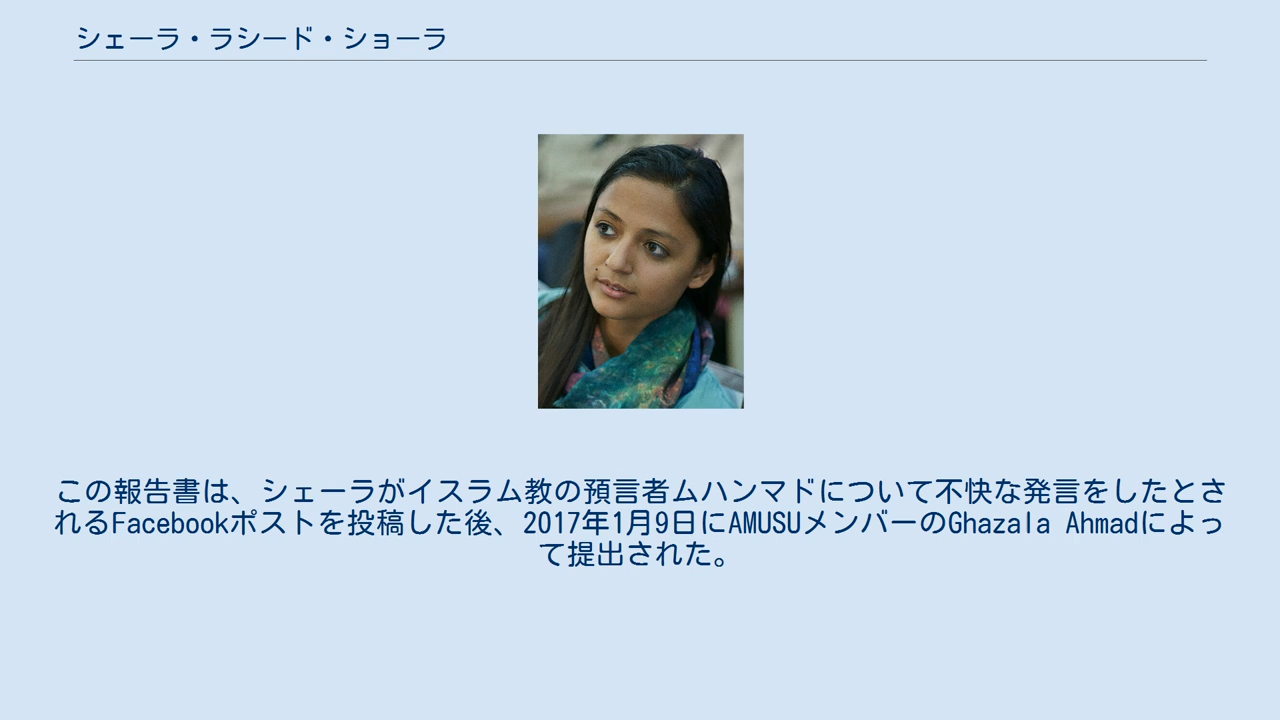 シェーラ・ラシード・ショーラ
この報告書は、シェーラがイスラム教の預言者ムハンマドについて不快な発言をしたとさ
れるFacebookポストを投稿した後、2017年1月9日にAMUSUメンバーのGhazala Ahmadによっ
て提出された。